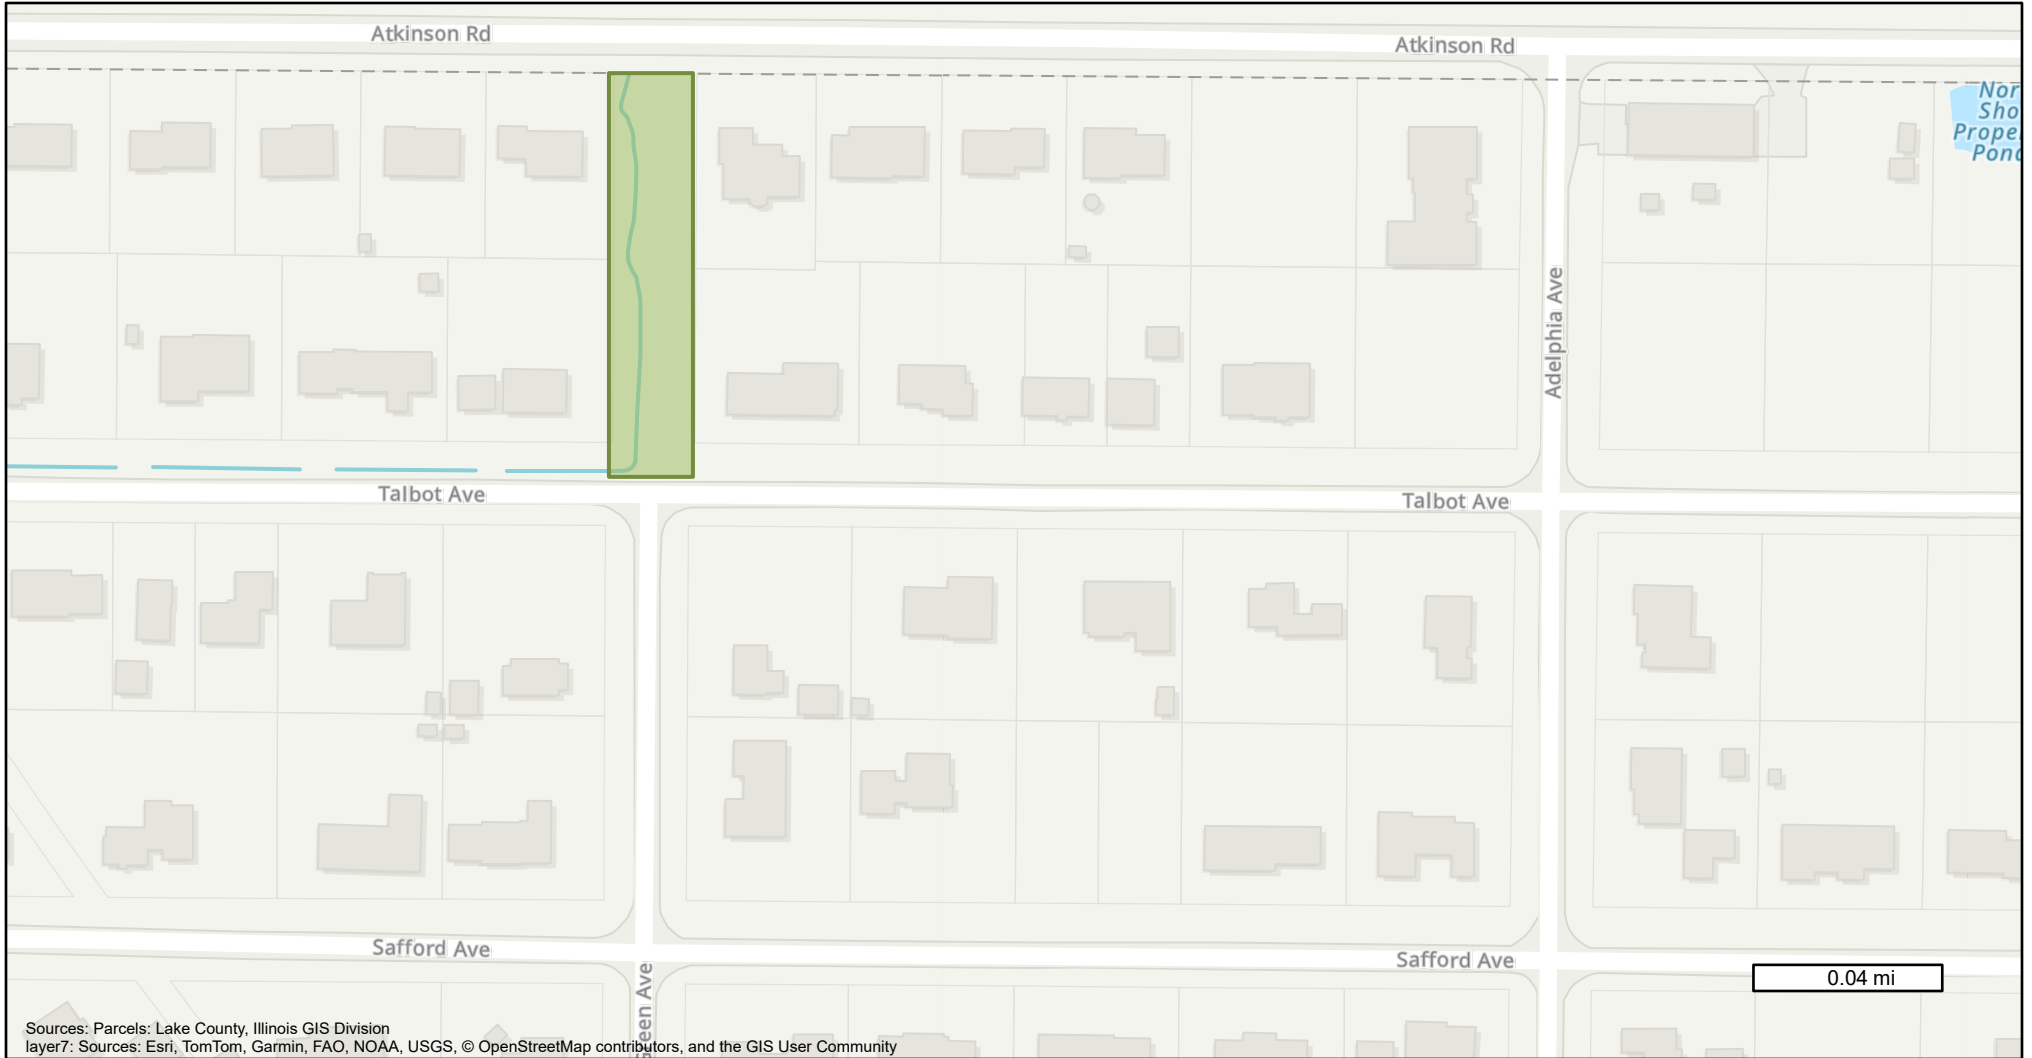 Atkinson Rd
Atkinson Rd
Adelphia Ave
Talbot Ave
Talbot Ave
Safford Ave
Safford Ave
0.04 mi
Sources: Parcels: Lake County, Illinois GIS Division
layer7: Sources: Esri, TomTom, Garmin, FAO, NOAA, USGS, © OpenStreetMap contributors, and the GIS User Community